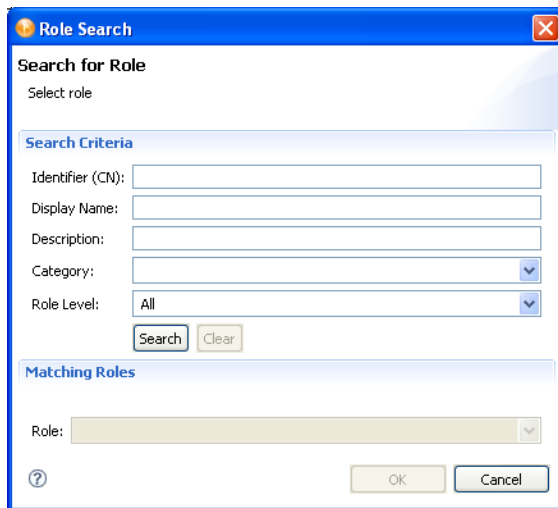 Role Search
Search for Role
Select role
Search Criteria
Identifier (CN):
Display Name:
Description:
Category:
Role Level: All
Search Clear
Matching Roles
Role:
? OK Cancel